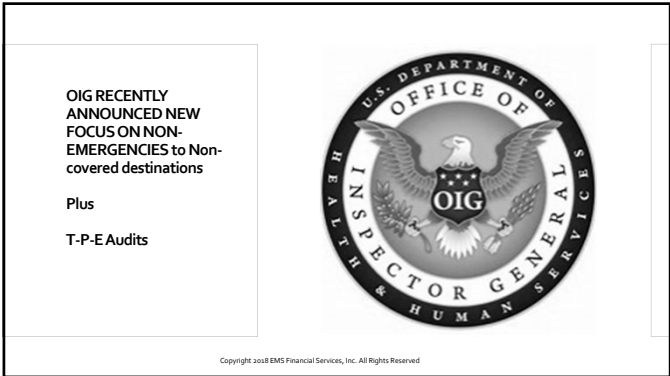 OIG RECENTLY
ANNOUNCED NEW
FOCUS ON NON-
EMERGENCIES to Non-
covered destinations
Plus
T-P-E Audits
U.S. DEPARTMENT OF
HEALTH & HUMAN SERVICES
OFFICE OF
INSPECTOR GENERAL
OIG
Copyright 2018 EMS Financial Services, Inc. All Rights Reserved